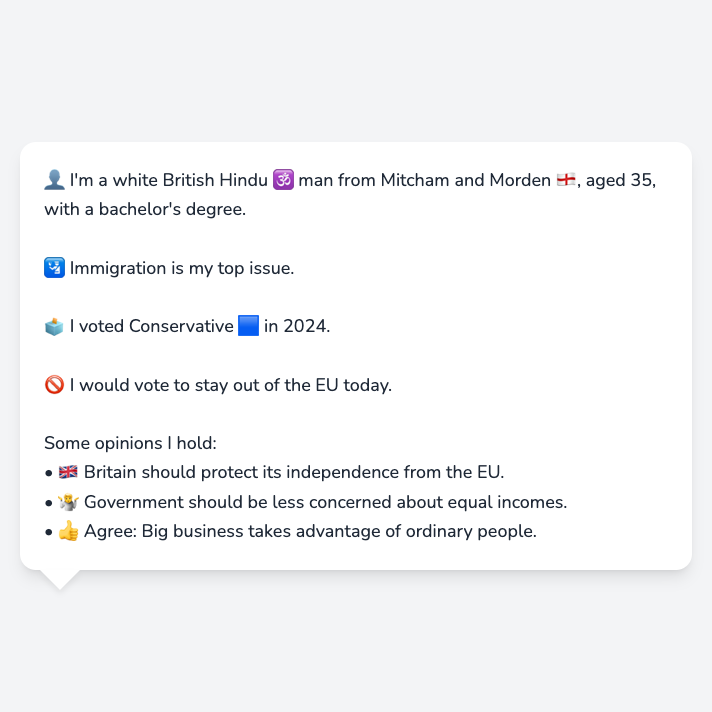 👤 I'm a white British Hindu 🕉️ man from Mitcham and Morden 🏴󠁧󠁢󠁥󠁮󠁧󠁿, aged 35,
with a bachelor's degree.
🛂 Immigration is my top issue.
🗳️ I voted Conservative 🟦 in 2024.
🚫 I would vote to stay out of the EU today.
Some opinions I hold:
• 🇬🇧 Britain should protect its independence from the EU.
• 🤷 Government should be less concerned about equal incomes.
• 👍 Agree: Big business takes advantage of ordinary people.